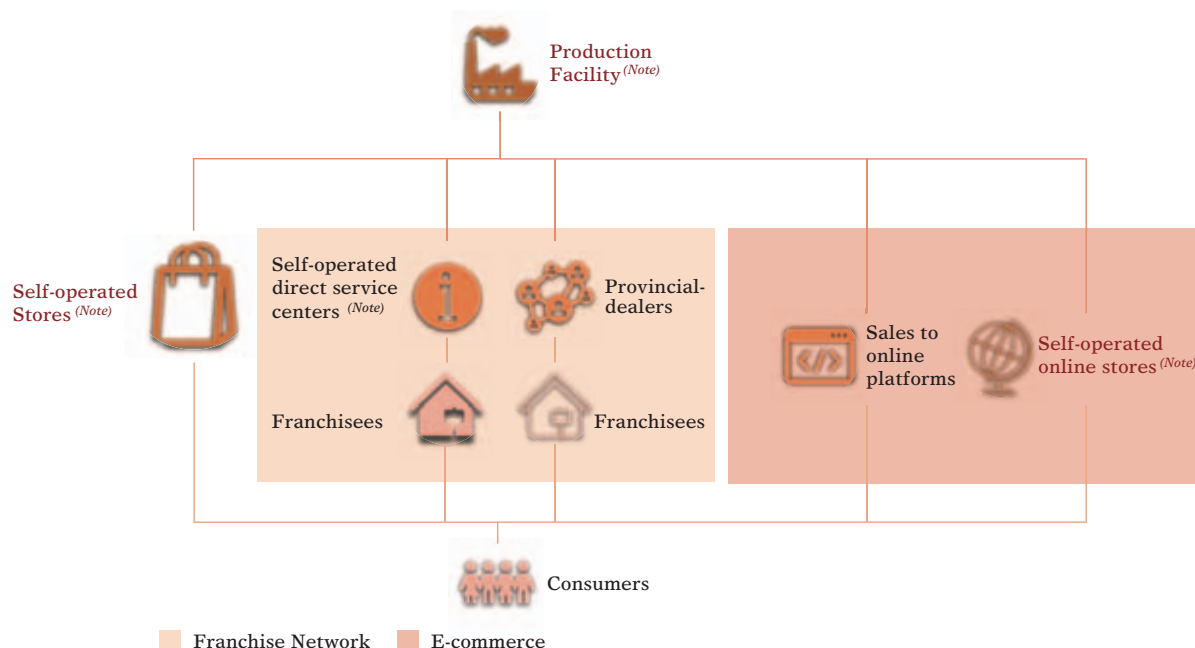 Production
Facility (Note)
Self-operated
Stores (Note)
Self-operated
direct service
centers (Note)
Provincial-
dealers
Franchisees
Franchisees
Sales to
online
platforms
Self-operated
online stores (Note)
Consumers
Franchise Network
E-commerce